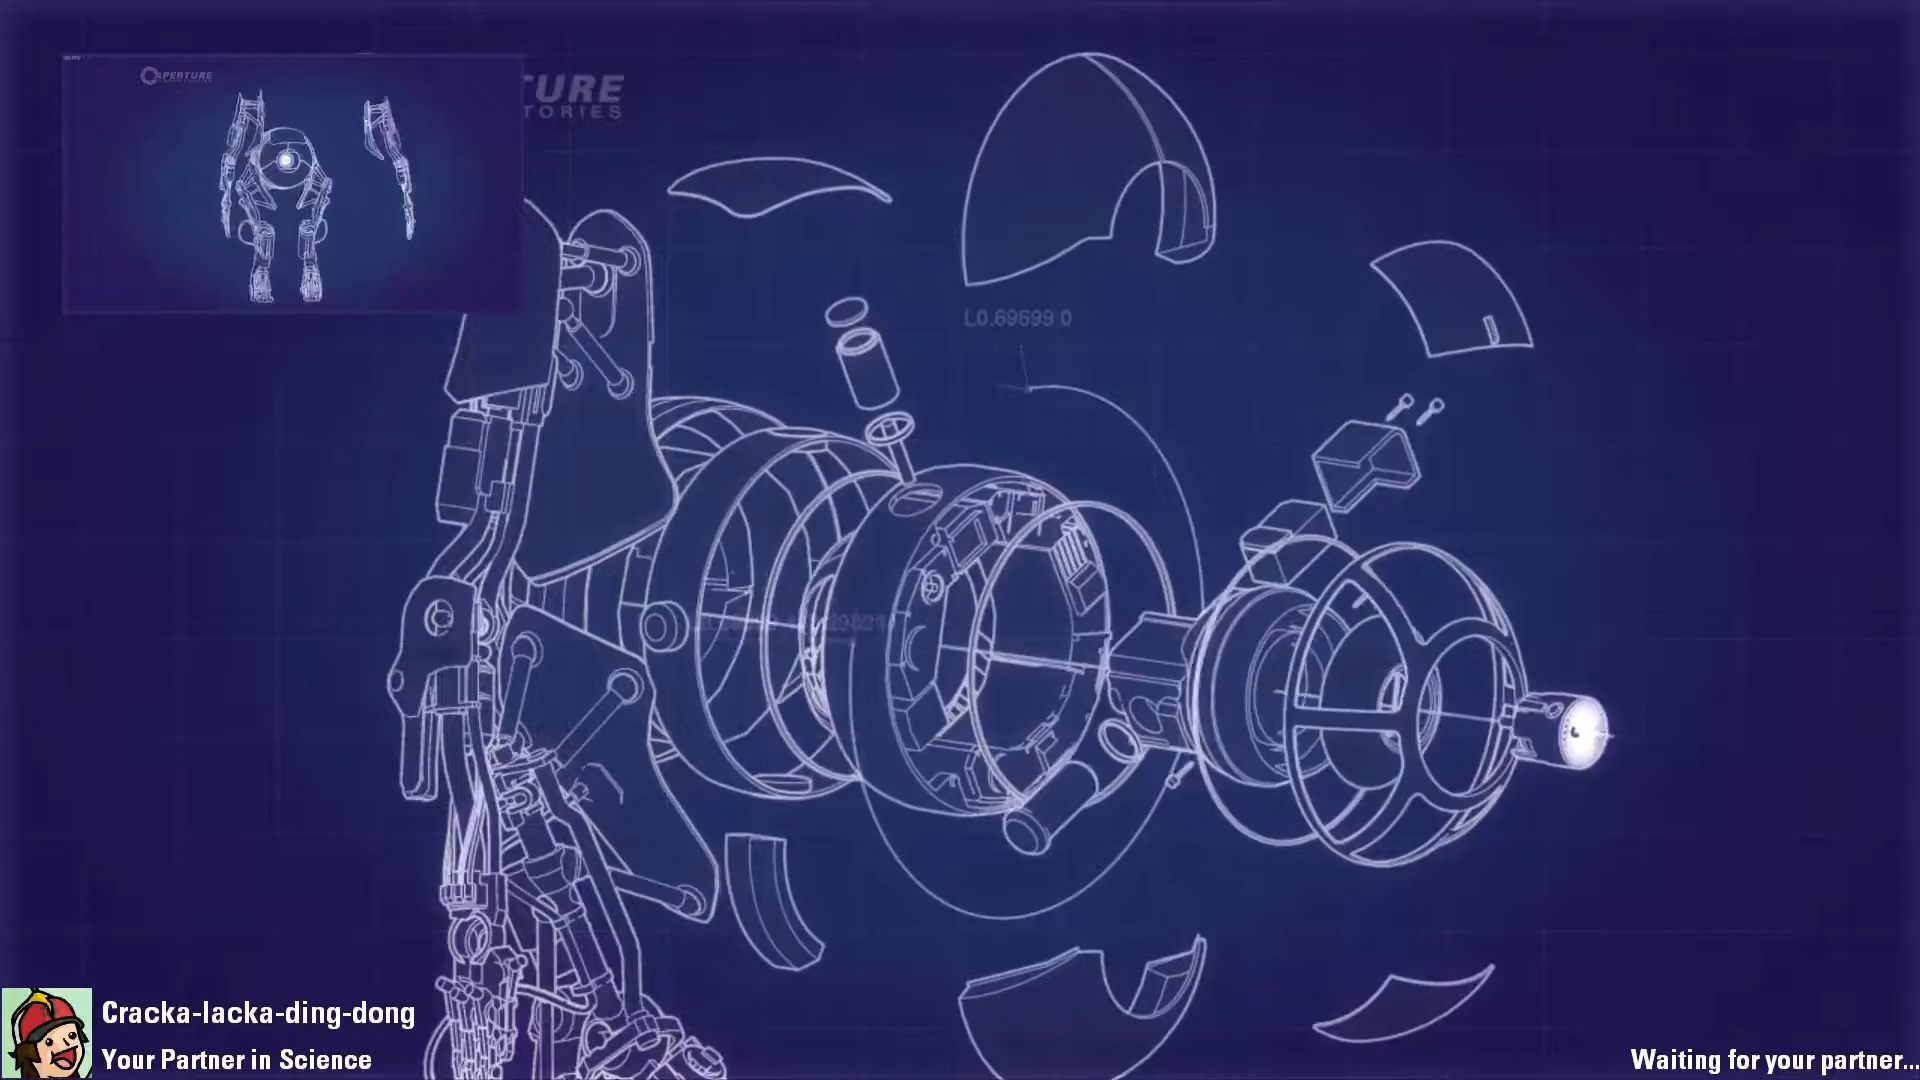 APERTURE
TURE
TORIES
L0.69699 0
Cracka-lacka-ding-dong
Your Partner in Science
Waiting for your partner...